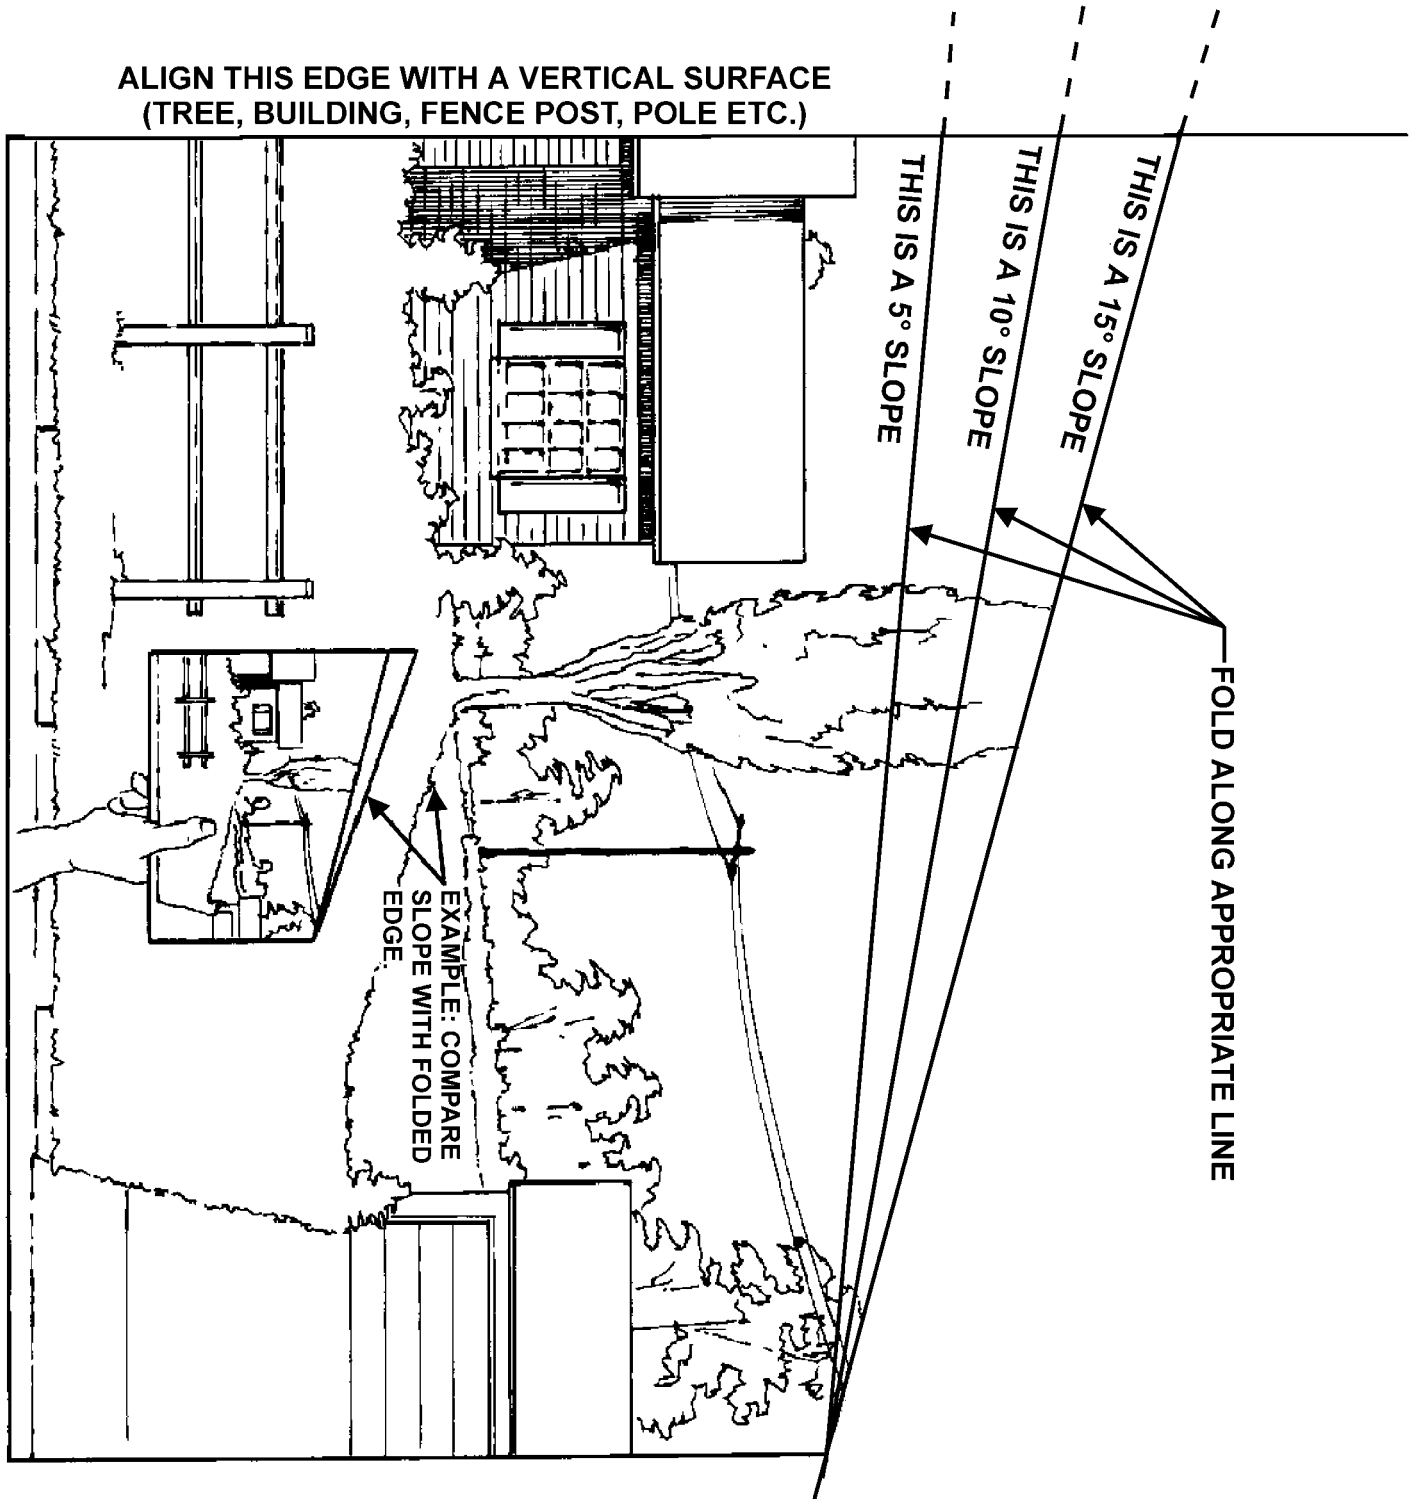 ALIGN THIS EDGE WITH A VERTICAL SURFACE
(TREE, BUILDING, FENCE POST, POLE ETC.)
THIS IS A 5° SLOPE
THIS IS A 10° SLOPE
THIS IS A 15° SLOPE
FOLD ALONG APPROPRIATE LINE
EXAMPLE: COMPARE
SLOPE WITH FOLDED
EDGE.